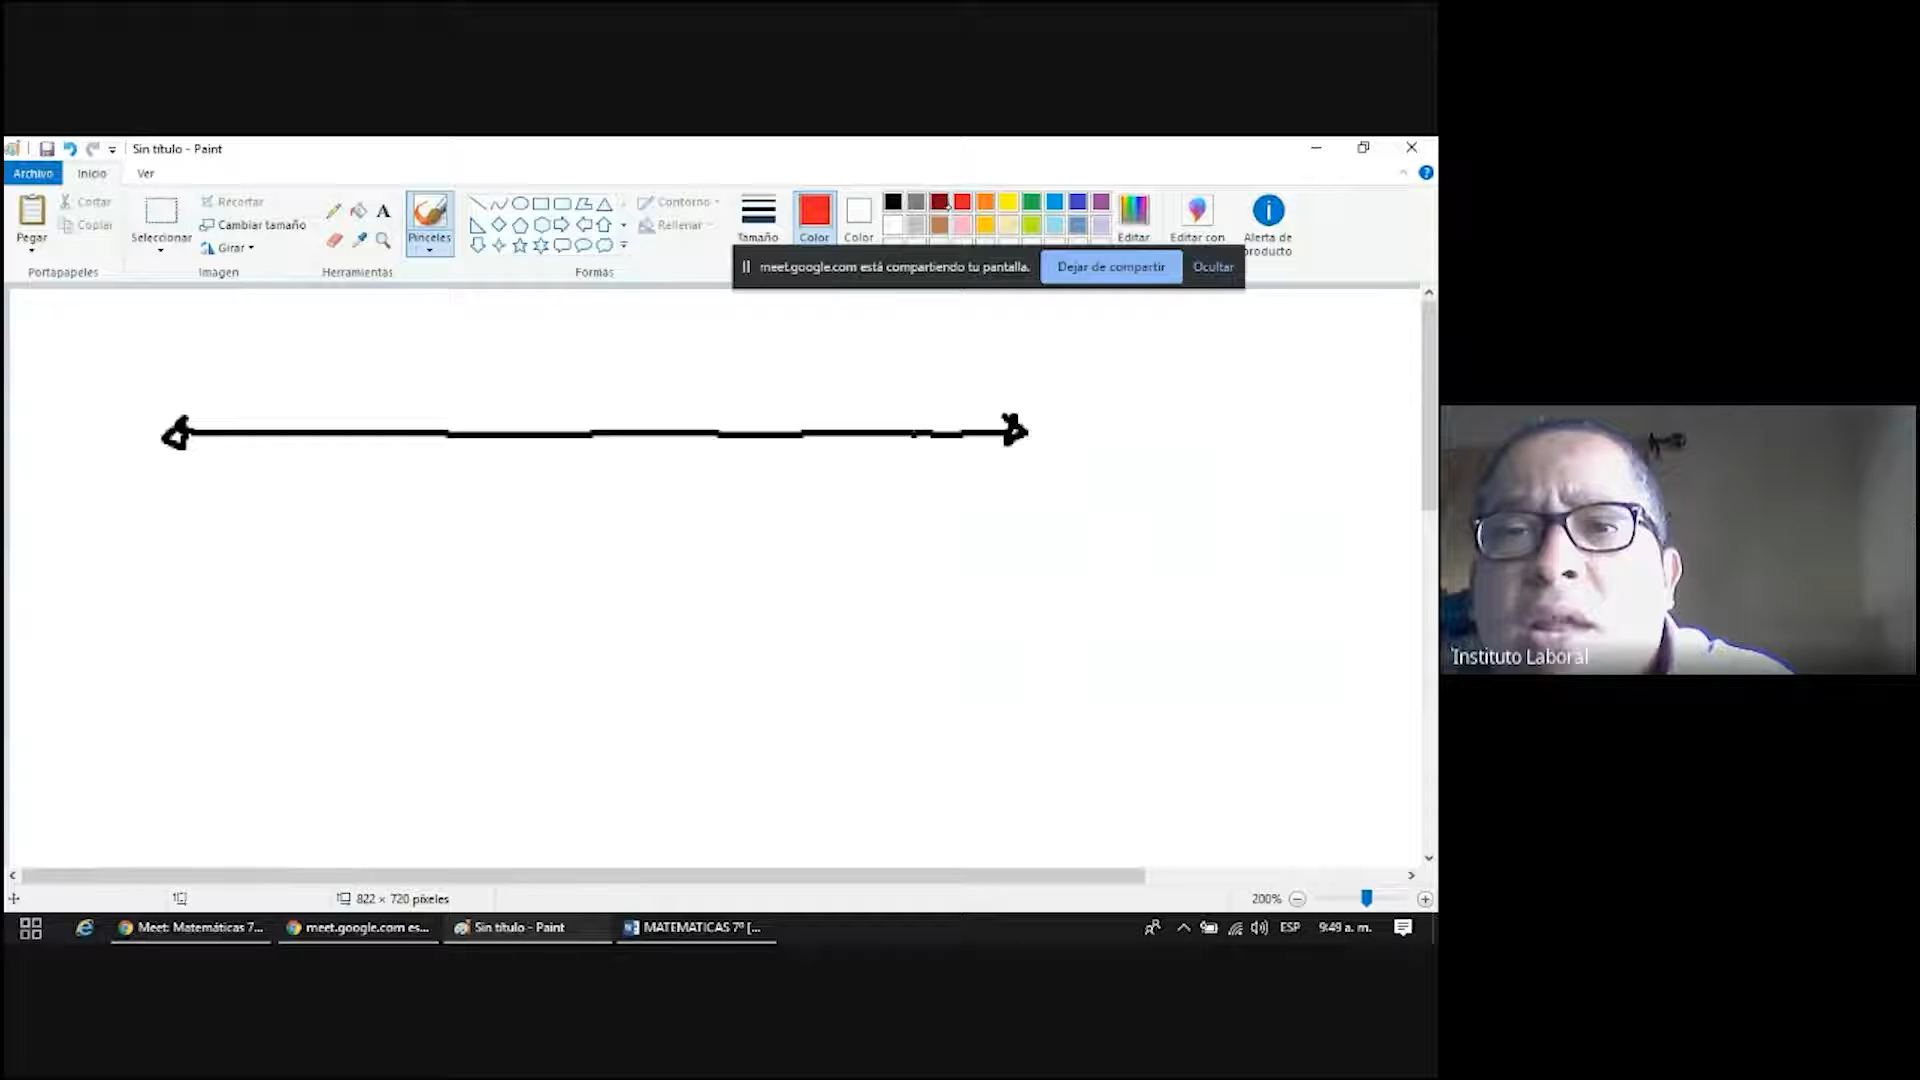 Sin título - Paint
Archivo Inicio Ver
Pegar
Cortar
Copiar
Portapapeles
Seleccionar
Recortar
Cambiar tamaño
Girar
Imagen
A
Herramientas
Pinceles
Formas
Contorno
Rellenar
Tamaño
Color
Color
Editar
Editar con
Alerta de
producto
meet.google.com está compartiendo tu pantalla. Dejar de compartir Ocultar
Instituto Laboral
822 × 720 píxeles 200%
Meet: Matemáticas 7... meet.google.com es... Sin título - Paint MATEMATICAS 7º [... ESP 9:49 a. m.